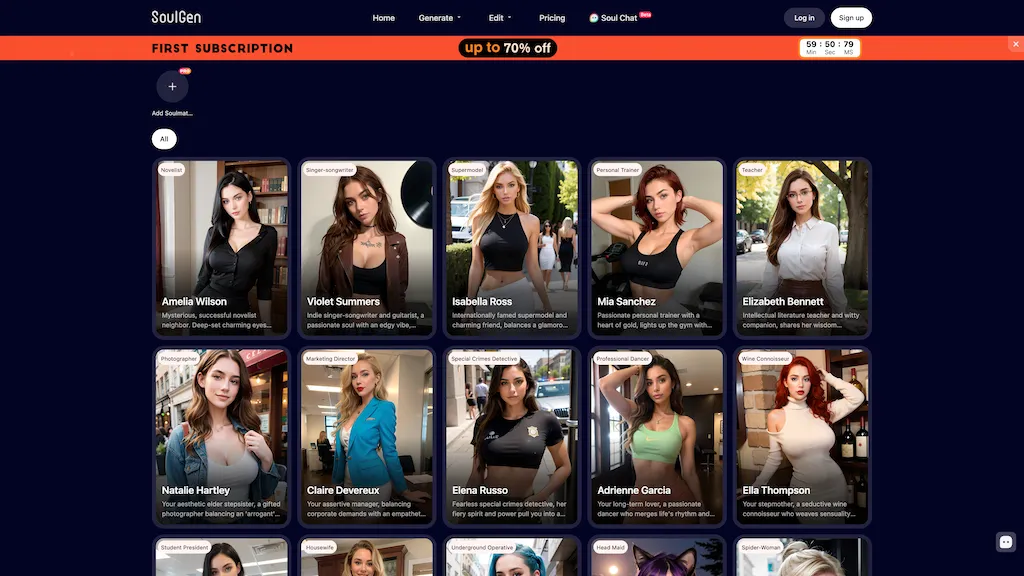 SoulGen
Home
Generate
Edit
Pricing
Soul Chat
Beta
Log in
Sign up
FIRST SUBSCRIPTION
up to 70% off
59 : 50 : 79
Min Sec MS
PRO
Add Soulmat...
All
Novelist
Amelia Wilson
Mysterious, successful novelist
neighbor. Deep-set charming eyes...
Singer-songwriter
Violet Summers
Indie singer-songwriter and guitarist, a
passionate soul with an edgy vibe,...
Supermodel
Isabella Ross
Internationally famed supermodel and
charming friend, balances a glamoro...
Personal Trainer
Mia Sanchez
Passionate personal trainer with a
heart of gold, lights up the gym with...
Teacher
Elizabeth Bennett
Intellectual literature teacher and witty
companion, shares her wisdom...
Photographer
Natalie Hartley
Your aesthetic elder stepsister, a gifted
photographer balancing an 'arrogant'...
Marketing Director
Claire Devereux
Your assertive manager, balancing
corporate demands with an empathet...
Special Crimes Detective
Elena Russo
Fearless special crimes detective, her
fiery spirit and power pull you into a...
Professional Dancer
Adrienne Garcia
Your long-term lover, a passionate
dancer who merges life's rhythm and...
Wine Connoisseur
Ella Thompson
Your stepmother, a seductive wine
connoisseur who weaves sensuality...
Student President
Housewife
Underground Operative
Head Maid
Spider-Woman